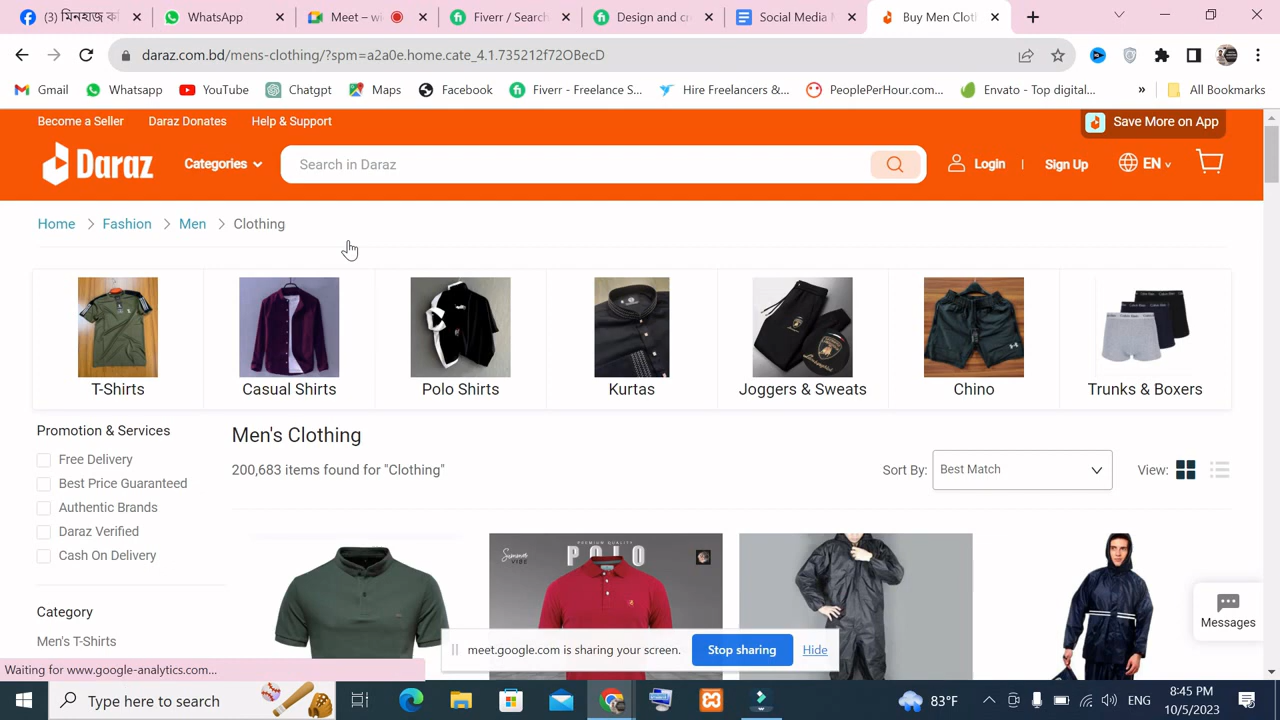 (3) মিনহাজ ক
WhatsApp
Meet – wi
Fiverr / Search
Design and cr
Social Media M
Buy Men Cloth
daraz.com.bd/mens-clothing/?spm=a2a0e.home.cate_4.1.735212f72OBecD
Gmail
Whatsapp
YouTube
Chatgpt
Maps
Facebook
Fiverr - Freelance S...
Hire Freelancers &...
PeoplePerHour.com...
Envato - Top digital...
»
All Bookmarks
Become a Seller
Daraz Donates
Help & Support
Save More on App
Daraz
Categories
Search in Daraz
Login
Sign Up
EN
Home
Fashion
Men
Clothing
T-Shirts
Casual Shirts
Polo Shirts
Kurtas
Joggers & Sweats
Chino
Trunks & Boxers
Promotion & Services
Free Delivery
Best Price Guaranteed
Authentic Brands
Daraz Verified
Cash On Delivery
Category
Men's T-Shirts
Men's Clothing
200,683 items found for "Clothing"
Sort By:
Best Match
View:
PREMIUM QUALITY
POLO
Summer
VIBE
Messages
meet.google.com is sharing your screen.
Stop sharing
Hide
Waiting for www.google-analytics.com...
Type here to search
83°F
ENG
8:45 PM
10/5/2023